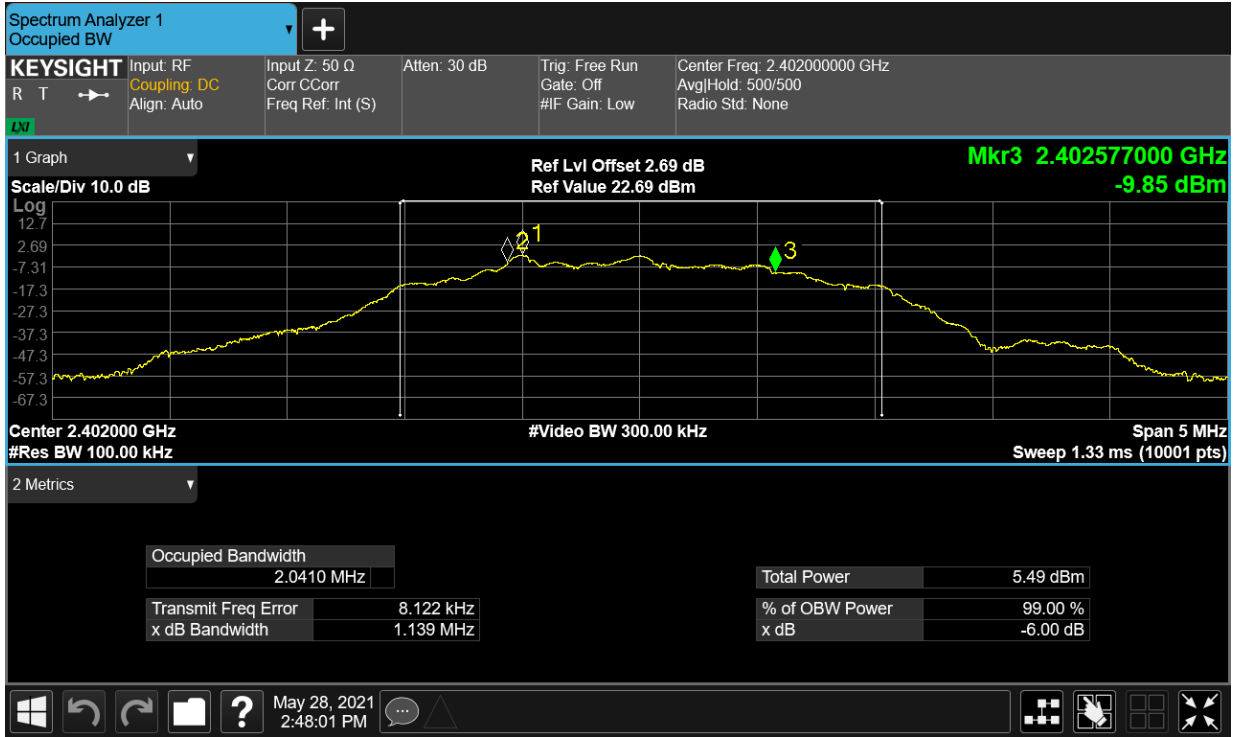 Spectrum Analyzer 1
Occupied BW
KEYSIGHT
R T
LXI
Input: RF
Coupling: DC
Align: Auto
Input Z: 50 Ω
Corr CCorr
Freq Ref: Int (S)
Atten: 30 dB
Trig: Free Run
Gate: Off
#IF Gain: Low
Center Freq: 2.402000000 GHz
Avg|Hold: 500/500
Radio Std: None
1 Graph
Scale/Div 10.0 dB
Ref Lvl Offset 2.69 dB
Ref Value 22.69 dBm
Mkr3 2.402577000 GHz
-9.85 dBm
Log
12.7
2.69
-7.31
-17.3
-27.3
-37.3
-47.3
-57.3
-67.3
2
1
3
Center 2.402000 GHz
#Res BW 100.00 kHz
#Video BW 300.00 kHz
Span 5 MHz
Sweep 1.33 ms (10001 pts)
2 Metrics
Occupied Bandwidth
2.0410 MHz
Transmit Freq Error 8.122 kHz
x dB Bandwidth 1.139 MHz
Total Power 5.49 dBm
% of OBW Power 99.00 %
x dB -6.00 dB
?
May 28, 2021
2:48:01 PM